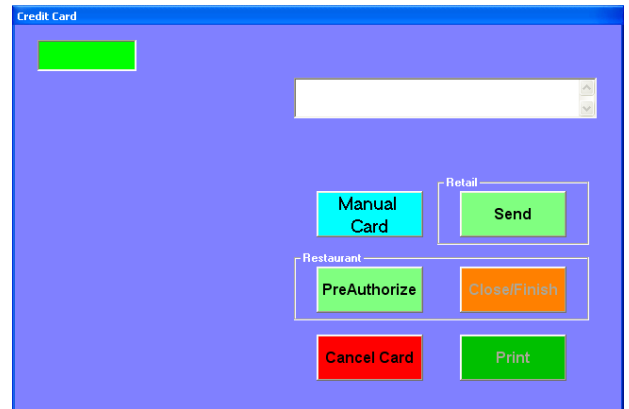 Credit Card
Retail
Manual
Card
Send
Restaurant
PreAuthorize
Close/Finish
Cancel Card
Print